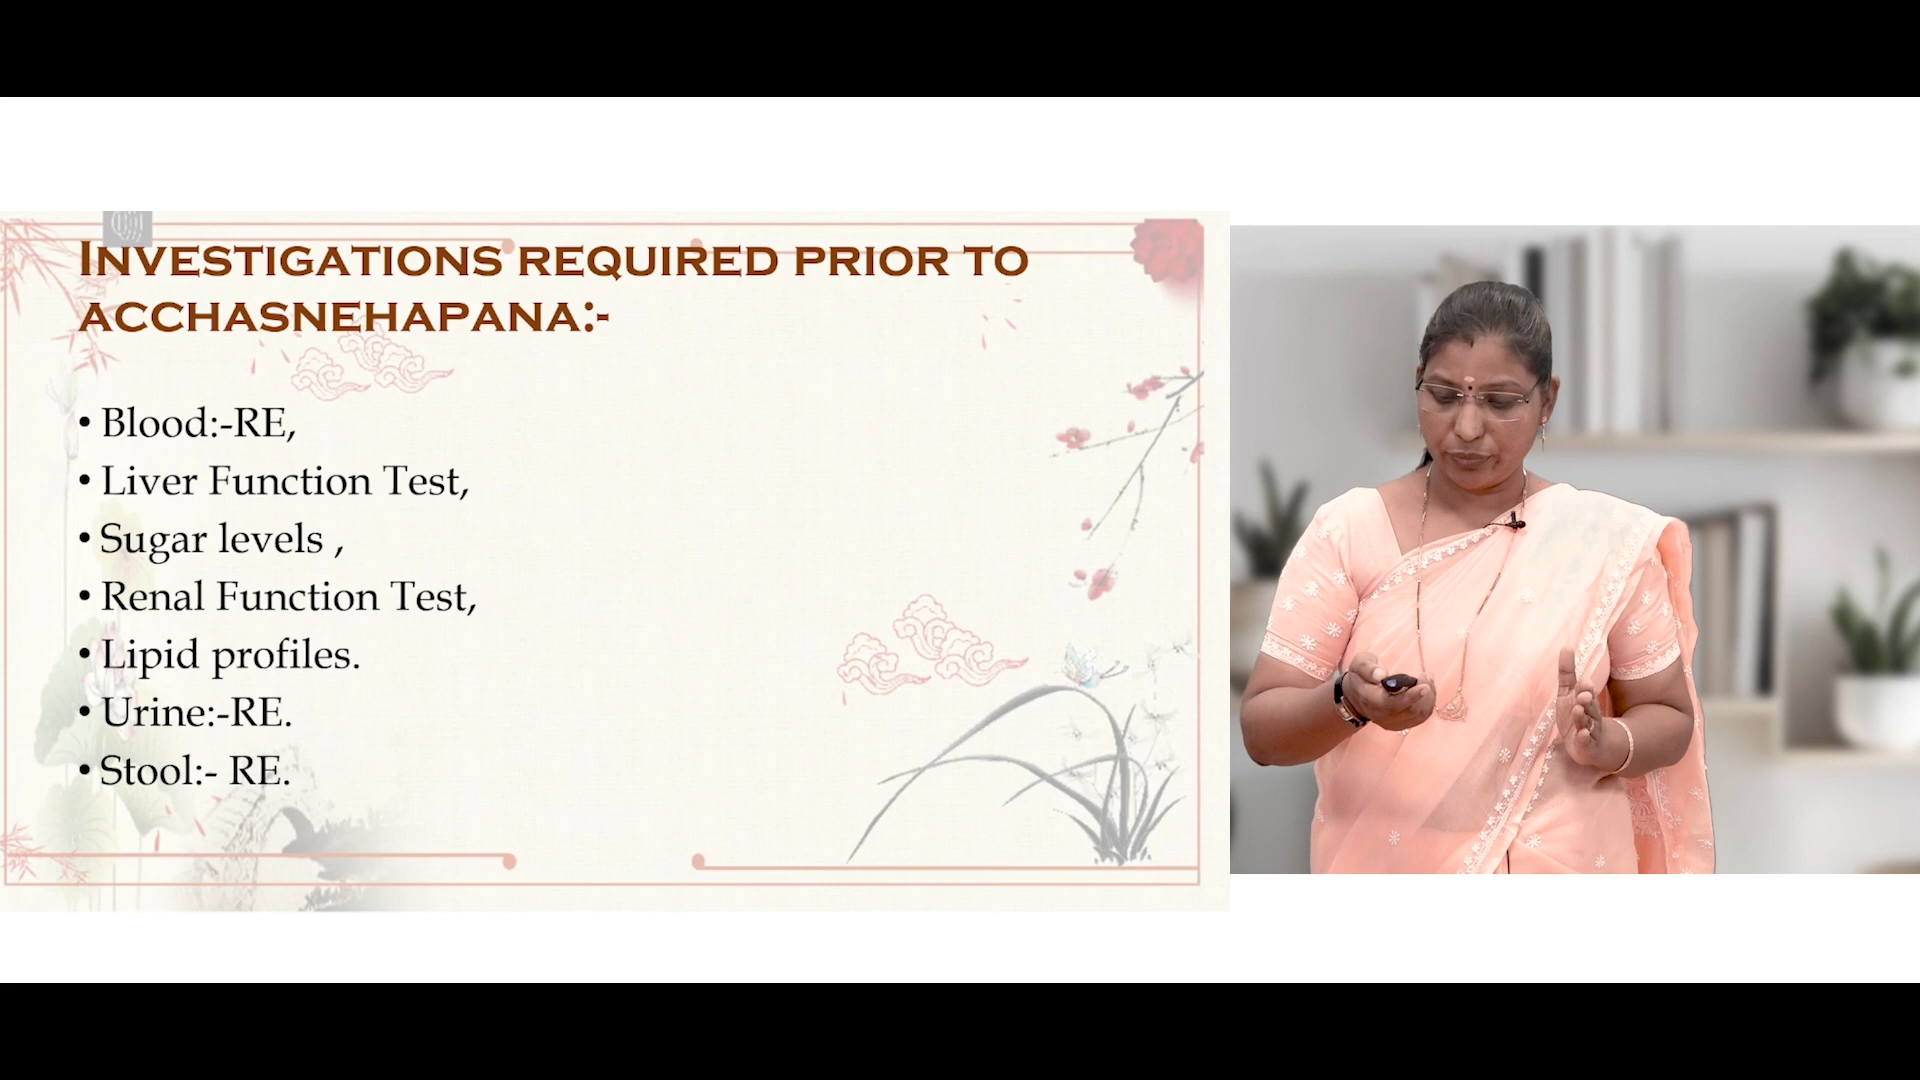 INVESTIGATIONS REQUIRED PRIOR TO
ACCHASNEHAPANA:-
• Blood:-RE,
• Liver Function Test,
• Sugar levels ,
• Renal Function Test,
• Lipid profiles.
• Urine:-RE.
• Stool:- RE.